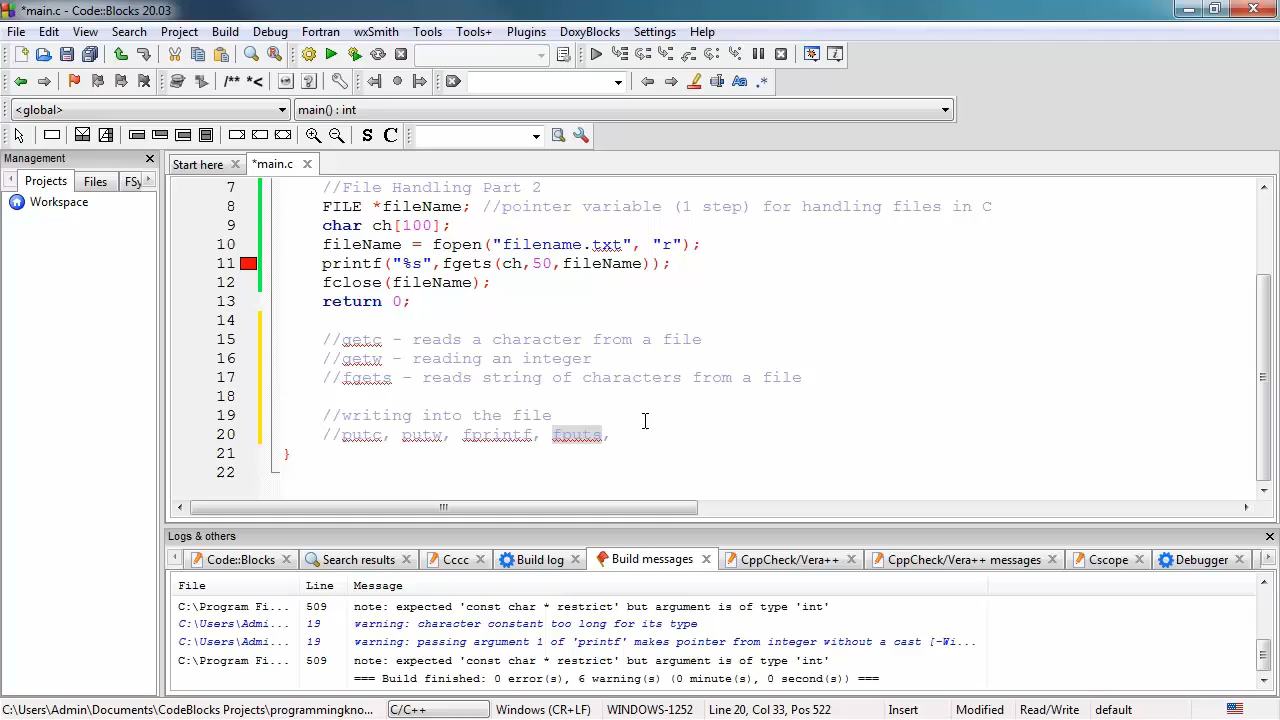 *main.c - Code::Blocks 20.03
File Edit View Search Project Build Debug Fortran wxSmith Tools Tools+ Plugins DoxyBlocks Settings Help
/** *<
Aa .*
<global> main() : int
S C
Management
Projects Files FSy
Workspace
Start here *main.c
7 //File Handling Part 2
8 FILE *fileName; //pointer variable (1 step) for handling files in C
9 char ch[100];
10 fileName = fopen("filename.txt", "r");
11 printf("%s",fgets(ch,50,fileName));
12 fclose(fileName);
13 return 0;
14
15 //getc - reads a character from a file
16 //getw - reading an integer
17 //fgets - reads string of characters from a file
18
19 //writing into the file
20 //putc, putw, fprintf, fputs,
21 }
22
Logs & others
Code::Blocks Search results Cccc Build log Build messages CppCheck/Vera++ CppCheck/Vera++ messages Cscope Debugger
File Line Message
C:\Program Fi... 509 note: expected 'const char * restrict' but argument is of type 'int'
C:\Users\Admi... 19 warning: character constant too long for its type
C:\Users\Admi... 19 warning: passing argument 1 of 'printf' makes pointer from integer without a cast [-Wi...
C:\Program Fi... 509 note: expected 'const char * restrict' but argument is of type 'int'
=== Build finished: 0 error(s), 6 warning(s) (0 minute(s), 0 second(s)) ===
C:\Users\Admin\Documents\CodeBlocks Projects\programmingkno... C/C++ Windows (CR+LF) WINDOWS-1252 Line 20, Col 33, Pos 522 Insert Modified Read/Write default